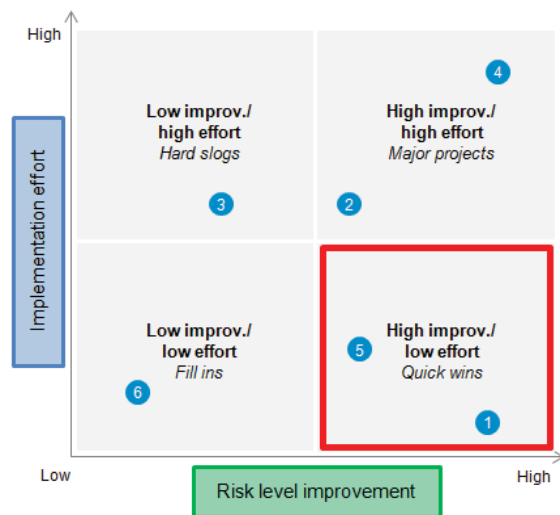 High
4
Low improv./
high effort
Hard slogs
High improv./
high effort
Major projects
3
2
Implementation effort
Low improv./
low effort
Fill ins
6
High improv./
low effort
Quick wins
5
1
Low
High
Risk level improvement